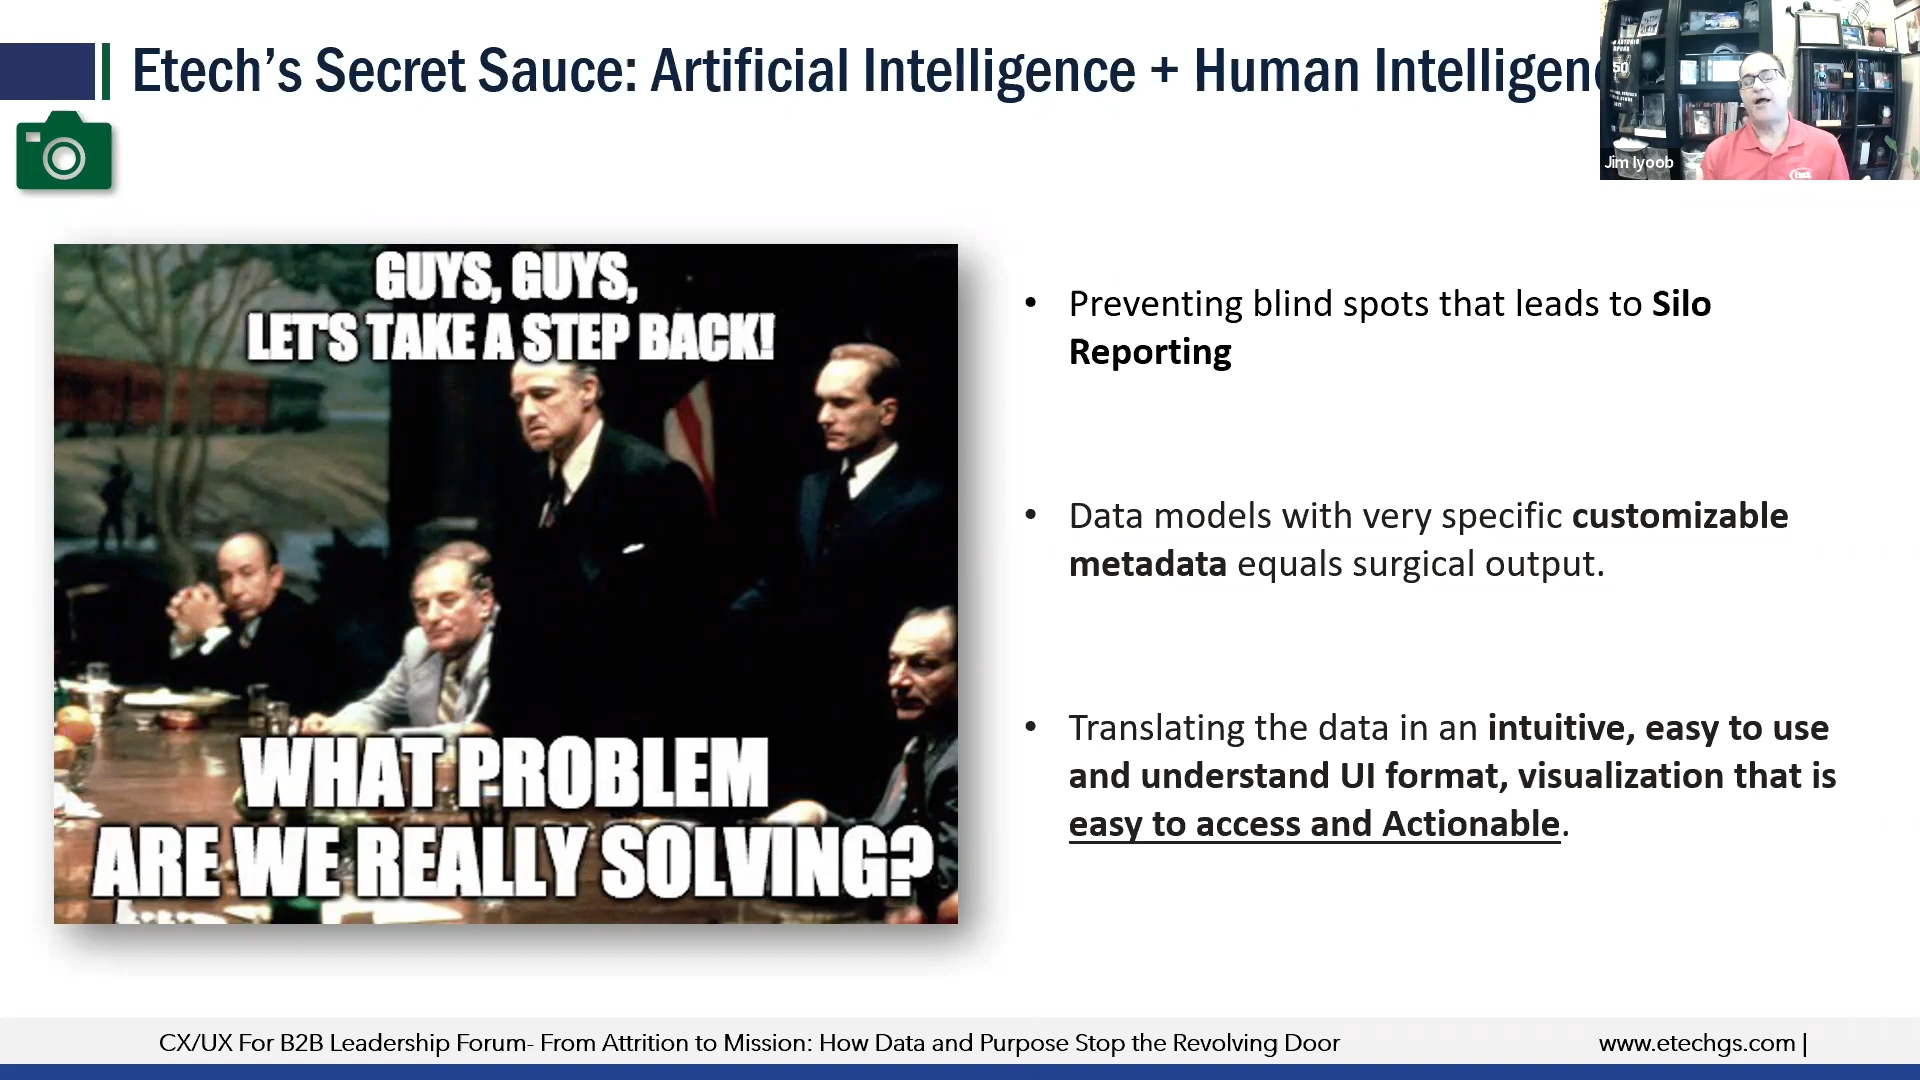 Etech's Secret Sauce: Artificial Intelligence + Human Intelligenc
Jim Iyoob
Etech
GUYS, GUYS,
LET'S TAKE A STEP BACK!
WHAT PROBLEM
ARE WE REALLY SOLVING?
• Preventing blind spots that leads to Silo
Reporting
• Data models with very specific customizable
metadata equals surgical output.
• Translating the data in an intuitive, easy to use
and understand UI format, visualization that is
easy to access and Actionable.
CX/UX For B2B Leadership Forum- From Attrition to Mission: How Data and Purpose Stop the Revolving Door
www.etechgs.com |